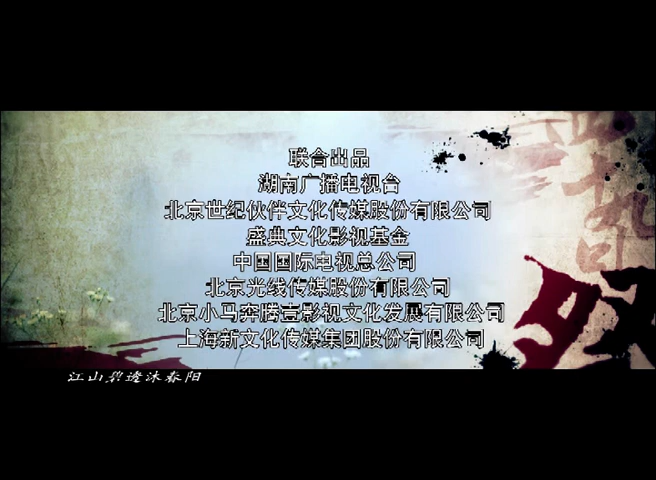 联合出品
湖南广播电视台
北京世纪伙伴文化传媒股份有限公司
盛典文化影视基金
中国国际电视总公司
北京光线传媒股份有限公司
北京小马奔腾壹影视文化发展有限公司
上海新文化传媒集团股份有限公司
江山碧透沐春阳